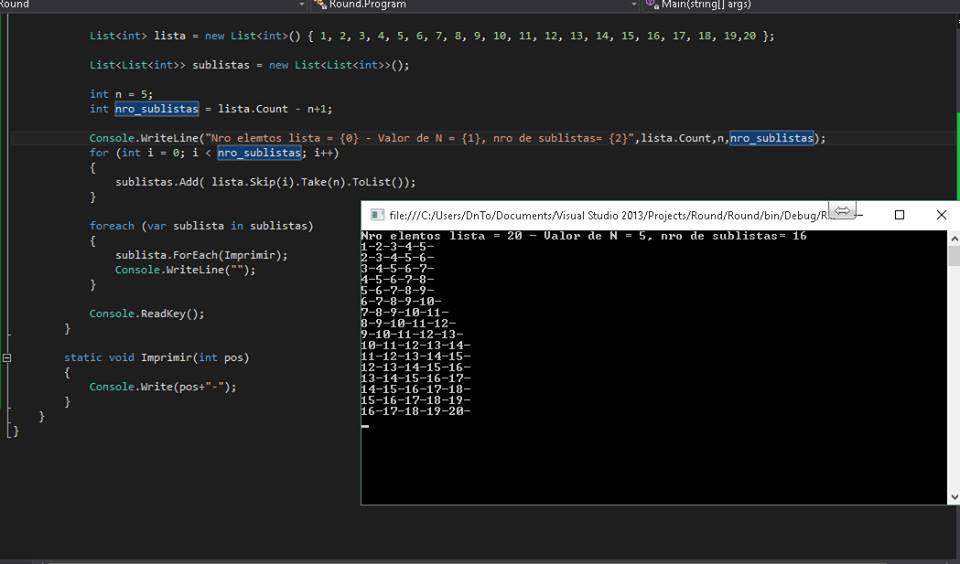 Round
Round.Program
Main(string[] args)
List<int> lista = new List<int>() { 1, 2, 3, 4, 5, 6, 7, 8, 9, 10, 11, 12, 13, 14, 15, 16, 17, 18, 19,20 };
List<List<int>> sublistas = new List<List<int>>();
int n = 5;
int nro_sublistas = lista.Count - n+1;
Console.WriteLine("Nro elemtos lista = {0} - Valor de N = {1}, nro de sublistas= {2}",lista.Count,n,nro_sublistas);
for (int i = 0; i < nro_sublistas; i++)
{
sublistas.Add( lista.Skip(i).Take(n).ToList());
}
foreach (var sublista in sublistas)
{
sublista.ForEach(Imprimir);
Console.WriteLine("");
}
Console.ReadKey();
}
static void Imprimir(int pos)
{
Console.Write(pos+"-");
}
}
}
file:///C:/Users/DnTo/Documents/Visual Studio 2013/Projects/Round/Round/bin/Debug/
Nro elemtos lista = 20 - Valor de N = 5, nro de sublistas= 16
1-2-3-4-5-
2-3-4-5-6-
3-4-5-6-7-
4-5-6-7-8-
5-6-7-8-9-
6-7-8-9-10-
7-8-9-10-11-
8-9-10-11-12-
9-10-11-12-13-
10-11-12-13-14-
11-12-13-14-15-
12-13-14-15-16-
13-14-15-16-17-
14-15-16-17-18-
15-16-17-18-19-
16-17-18-19-20-